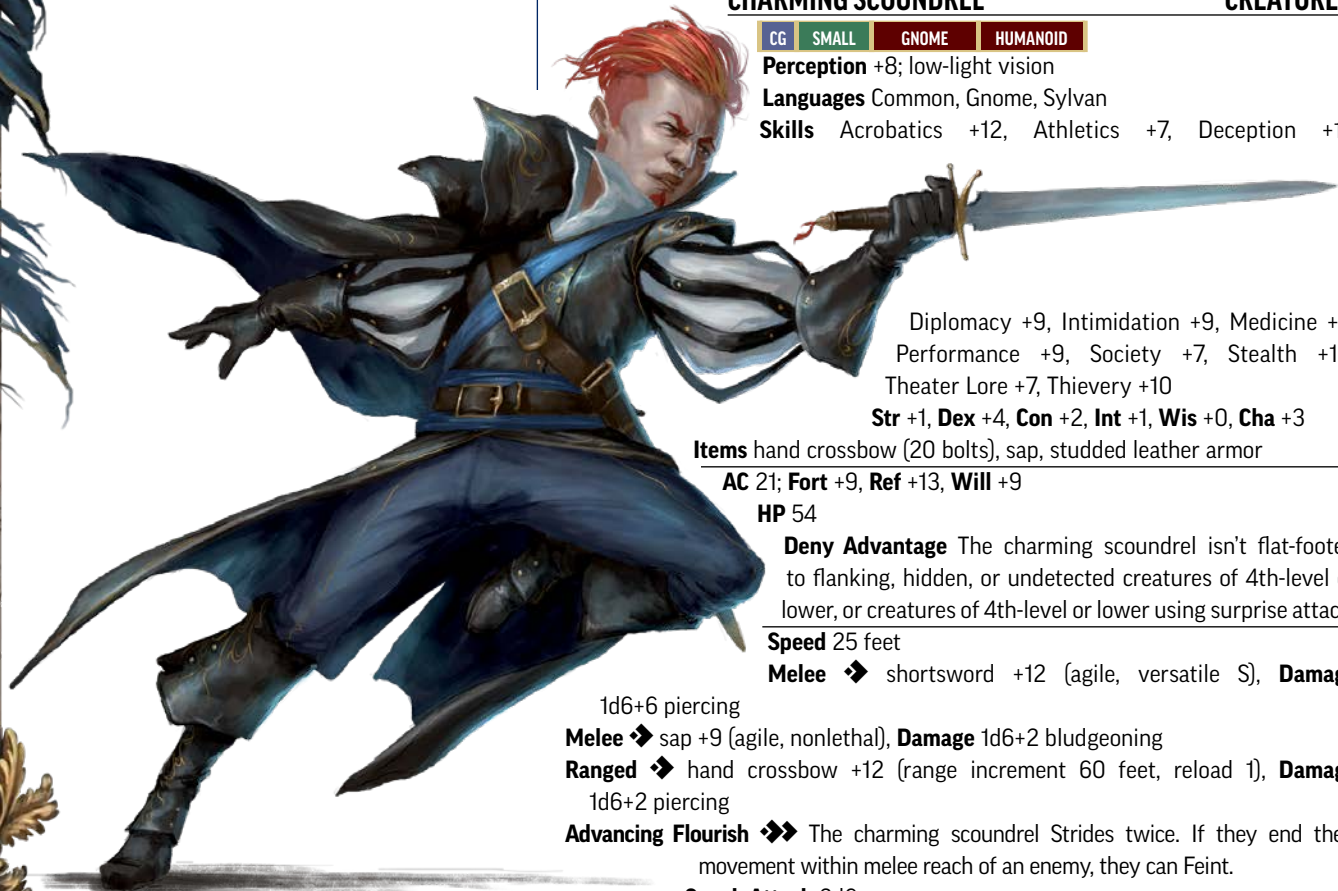 CHARMING SCOUNDREL CREATURE
CG SMALL GNOME HUMANOID
Perception +8; low-light vision
Languages Common, Gnome, Sylvan
Skills Acrobatics +12, Athletics +7, Deception
Diplomacy +9, Intimidation +9, Medicine
Performance +9, Society +7, Stealth
Theater Lore +7, Thievery +10
Str +1, Dex +4, Con +2, Int +1, Wis +0, Cha +3
Items hand crossbow (20 bolts), sap, studded leather armor
AC 21; Fort +9, Ref +13, Will +9
HP 54
Deny Advantage The charming scoundrel isn't
to flanking, hidden, or undetected creatures of 4th-level
lower, or creatures of 4th-level or lower using surprise
Speed 25 feet
Melee shortsword +12 (agile, versatile S),
1d6+6 piercing
Melee sap +9 (agile, nonlethal), Damage 1d6+2 bludgeoning
Ranged hand crossbow +12 (range increment 60 feet, reload 1),
1d6+2 piercing
Advancing Flourish The charming scoundrel Strides twice. If they end
movement within melee reach of an enemy, they can Feint.